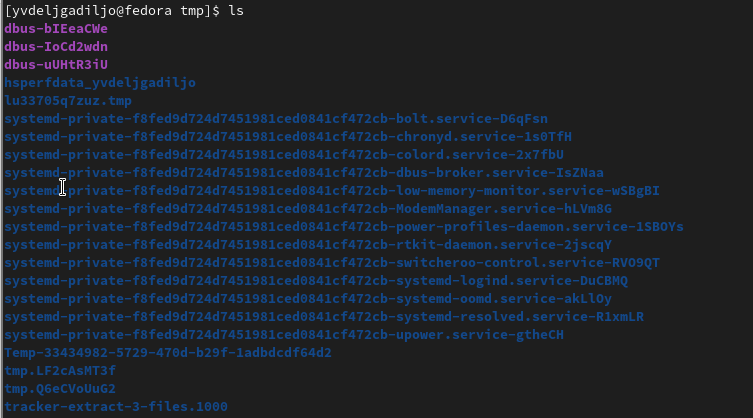 [yvdeljgadiljo@fedora tmp]$ ls
dbus-bIEeaCWe
dbus-IoCd2wdn
dbus-uUHtR3iU
hsperfdata_yvdeljgadiljo
lu33705q7zuz.tmp
systemd-private-f8fed9d724d7451981ced0841cf472cb-bolt.service-D6qFsn
systemd-private-f8fed9d724d7451981ced0841cf472cb-chronyd.service-1s0TfH
systemd-private-f8fed9d724d7451981ced0841cf472cb-colord.service-2x7fbU
systemd-private-f8fed9d724d7451981ced0841cf472cb-dbus-broker.service-IsZNaa
systemd-private-f8fed9d724d7451981ced0841cf472cb-low-memory-monitor.service-wSBgBI
systemd-private-f8fed9d724d7451981ced0841cf472cb-ModemManager.service-hLVm8G
systemd-private-f8fed9d724d7451981ced0841cf472cb-power-profiles-daemon.service-1SBOYs
systemd-private-f8fed9d724d7451981ced0841cf472cb-rtkit-daemon.service-2jscqY
systemd-private-f8fed9d724d7451981ced0841cf472cb-switcheroo-control.service-RVO9QT
systemd-private-f8fed9d724d7451981ced0841cf472cb-systemd-logind.service-DuCBMQ
systemd-private-f8fed9d724d7451981ced0841cf472cb-systemd-oomd.service-akLlOy
systemd-private-f8fed9d724d7451981ced0841cf472cb-systemd-resolved.service-R1xmLR
systemd-private-f8fed9d724d7451981ced0841cf472cb-upower.service-gtheCH
Temp-33434982-5729-470d-b29f-1adbdcdf64d2
tmp.LF2cAsMT3f
tmp.Q6eCVoUuG2
tracker-extract-3-files.1000